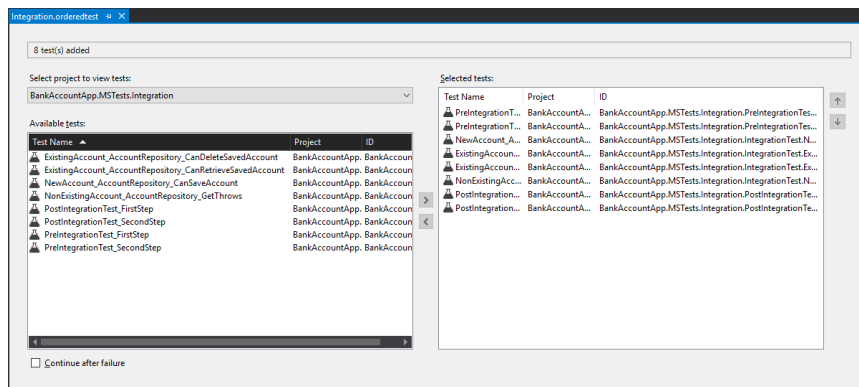 Integration.orderedtest
8 test(s) added
Select project to view tests:
BankAccountApp.MSTests.Integration
Available tests:
Test Name Project ID
ExistingAccount_AccountRepository_CanDeleteSavedAccount BankAccountApp. BankAccoun
ExistingAccount_AccountRepository_CanRetrieveSavedAccount BankAccountApp. BankAccoun
NewAccount_AccountRepository_CanSaveAccount BankAccountApp. BankAccoun
NonExistingAccount_AccountRepository_GetThrows BankAccountApp. BankAccoun
PostIntegrationTest_FirstStep BankAccountApp. BankAccoun
PostIntegrationTest_SecondStep BankAccountApp. BankAccoun
PreIntegrationTest_FirstStep BankAccountApp. BankAccoun
PreIntegrationTest_SecondStep BankAccountApp. BankAccoun
Continue after failure
Selected tests:
Test Name Project ID
PreIntegrationT... BankAccountA... BankAccountApp.MSTests.Integration.PreIntegrationTes...
PreIntegrationT... BankAccountA... BankAccountApp.MSTests.Integration.PreIntegrationTes...
NewAccount_A... BankAccountA... BankAccountApp.MSTests.Integration.IntegrationTest.N...
ExistingAccoun... BankAccountA... BankAccountApp.MSTests.Integration.IntegrationTest.Ex...
ExistingAccoun... BankAccountA... BankAccountApp.MSTests.Integration.IntegrationTest.Ex...
NonExistingAcc... BankAccountA... BankAccountApp.MSTests.Integration.IntegrationTest.N...
PostIntegration... BankAccountA... BankAccountApp.MSTests.Integration.PostIntegrationTe...
PostIntegration... BankAccountA... BankAccountApp.MSTests.Integration.PostIntegrationTe...